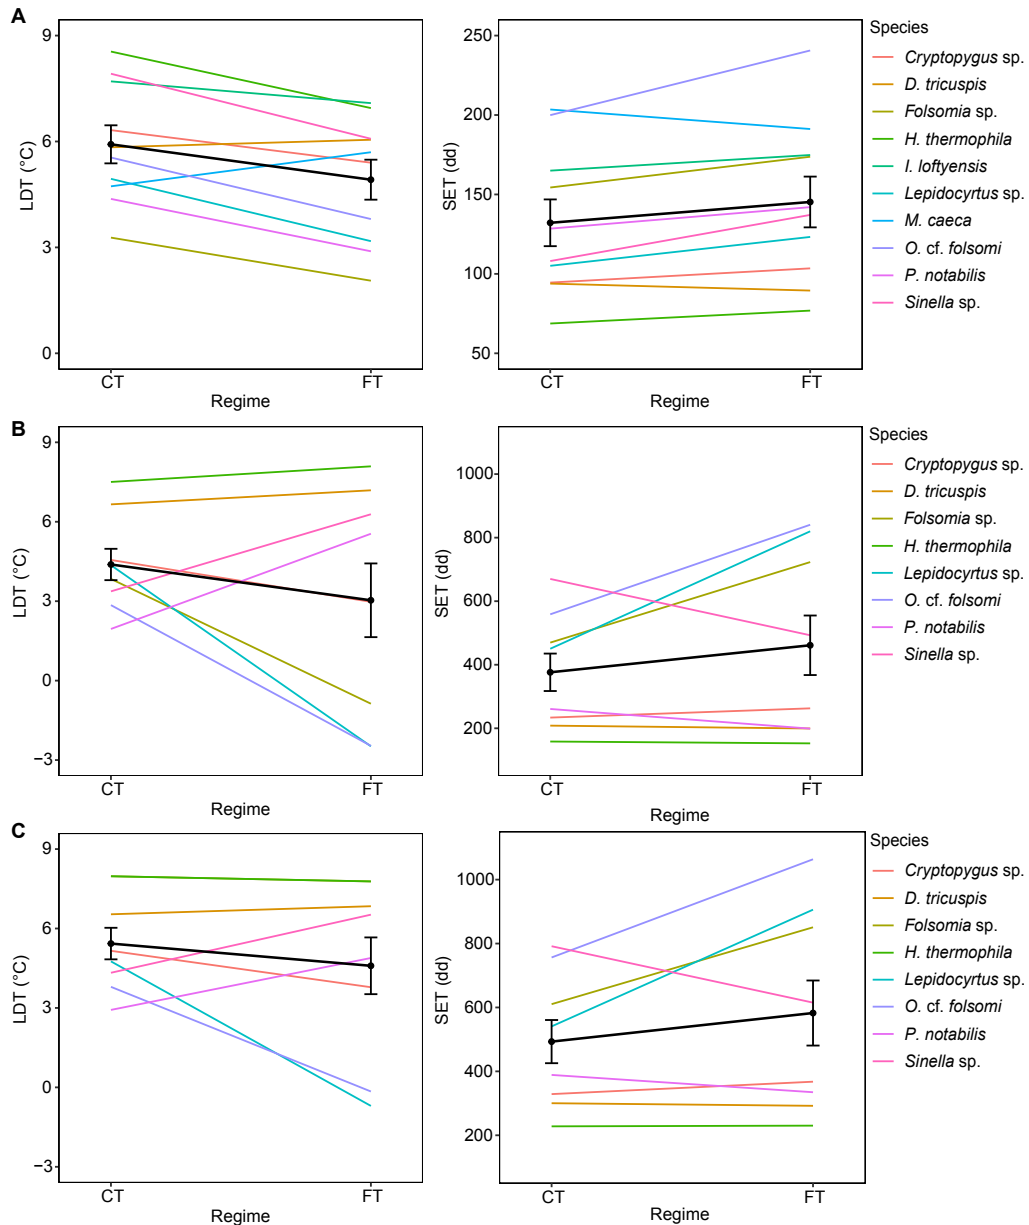 A
9
6
3
0
LDT (°C)
CT
FT
Regime
250
200
150
100
50
SET (dd)
CT
FT
Regime
Species
Cryptopygus sp.
D. tricuspis
Folsomia sp.
H. thermophila
I. loftyensis
Lepidocyrtus sp.
M. caeca
O. cf. folsomi
P. notabilis
Sinella sp.
B
9
6
3
0
−3
LDT (°C)
CT
FT
Regime
1000
800
600
400
200
SET (dd)
CT
FT
Regime
Species
Cryptopygus sp.
D. tricuspis
Folsomia sp.
H. thermophila
Lepidocyrtus sp.
O. cf. folsomi
P. notabilis
Sinella sp.
C
9
6
3
0
−3
LDT (°C)
CT
FT
Regime
1000
800
600
400
200
SET (dd)
CT
FT
Regime
Species
Cryptopygus sp.
D. tricuspis
Folsomia sp.
H. thermophila
Lepidocyrtus sp.
O. cf. folsomi
P. notabilis
Sinella sp.